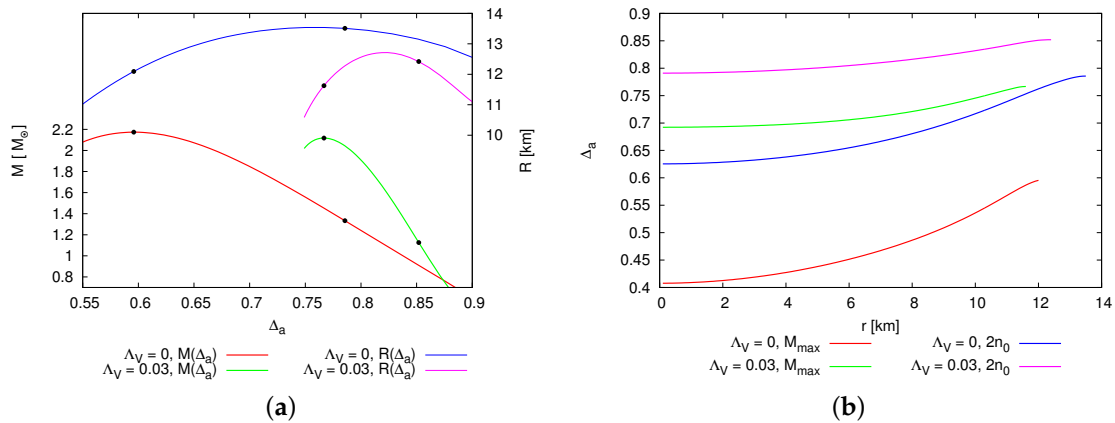 14
13
12
11
10
R [km]
2.2
2
1.8
1.6
1.4
1.2
1
0.8
M [ M⊙ ]
0.55 0.6 0.65 0.7 0.75 0.8 0.85 0.9
Δa
ΛV = 0, M(Δa)
ΛV = 0.03, M(Δa)
ΛV = 0, R(Δa)
ΛV = 0.03, R(Δa)
(a)
0.9
0.85
0.8
0.75
0.7
0.65
0.6
0.55
0.5
0.45
0.4
Δa
0 2 4 6 8 10 12 14
r [km]
ΛV = 0, Mmax
ΛV = 0.03, Mmax
ΛV = 0, 2n0
ΛV = 0.03, 2n0
(b)